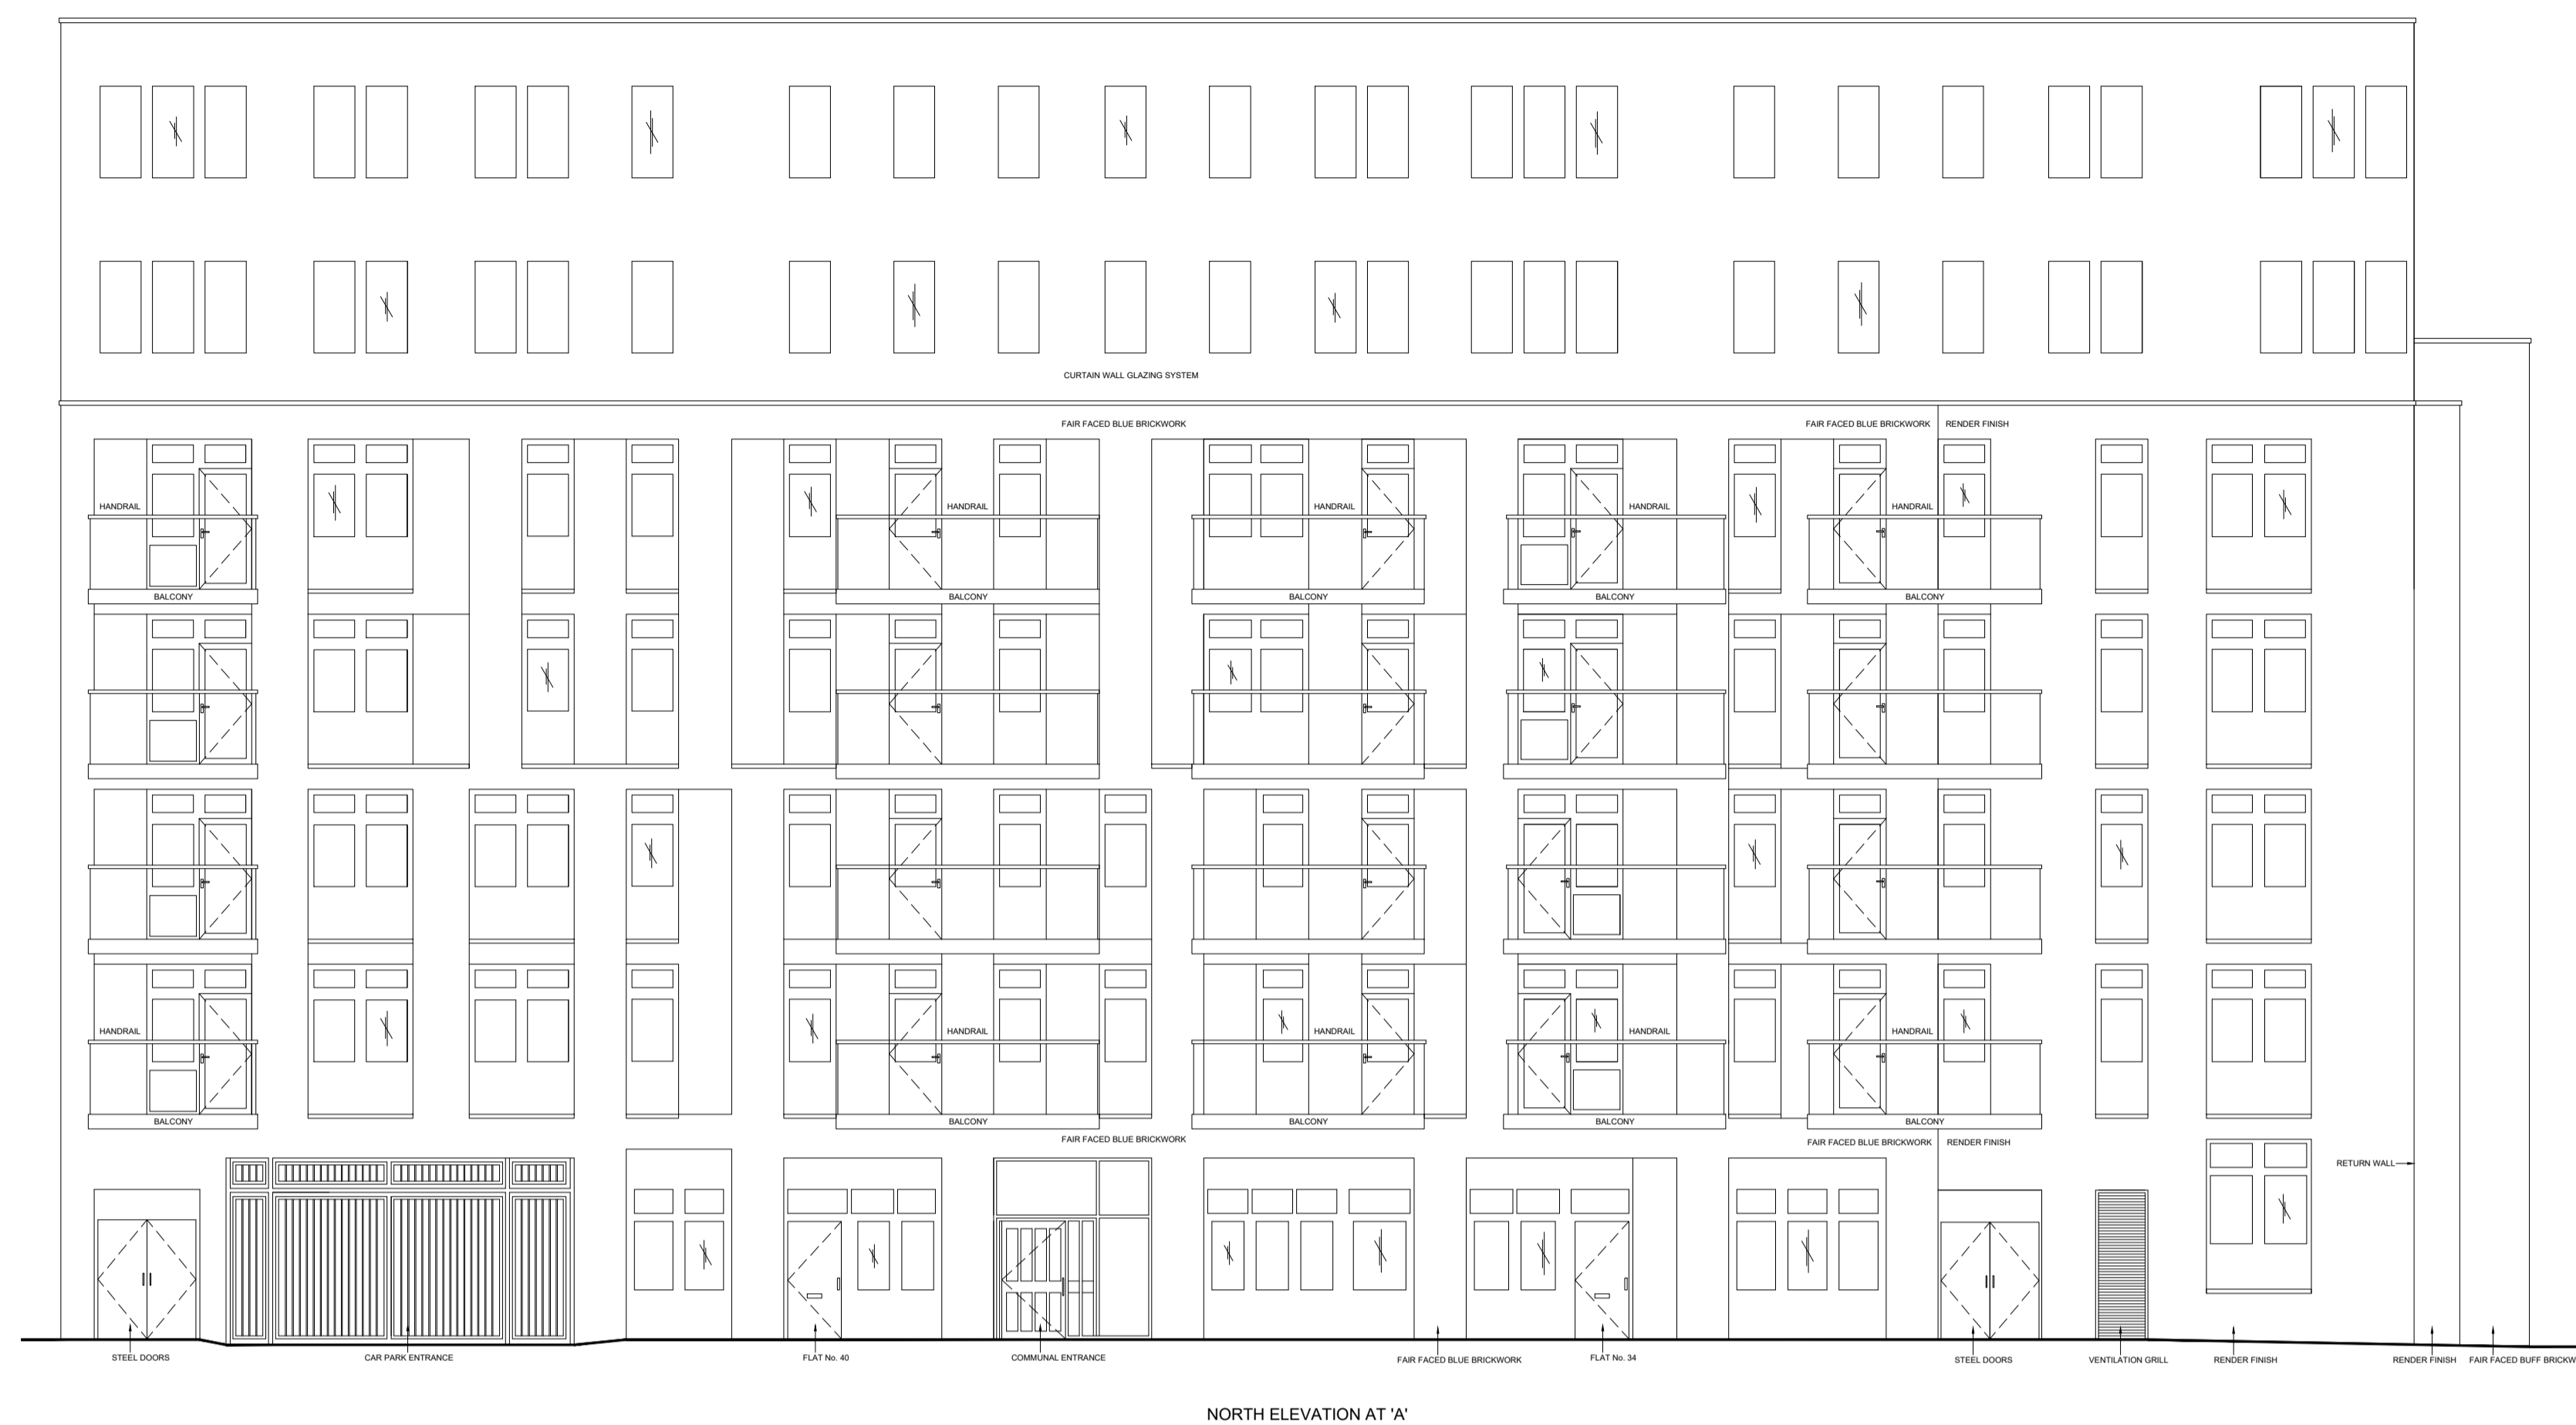 CURTAIN WALL GLAZING SYSTEM
FAIR FACED BLUE BRICKWORK
FAIR FACED BLUE BRICKWORK
RENDER FINISH
HANDRAIL
HANDRAIL
HANDRAIL
HANDRAIL
HANDRAIL
BALCONY
BALCONY
BALCONY
BALCONY
BALCONY
HANDRAIL
HANDRAIL
HANDRAIL
HANDRAIL
HANDRAIL
BALCONY
BALCONY
BALCONY
BALCONY
BALCONY
FAIR FACED BLUE BRICKWORK
FAIR FACED BLUE BRICKWORK
RENDER FINISH
RETURN WALL
STEEL DOORS
CAR PARK ENTRANCE
FLAT No. 40
COMMUNAL ENTRANCE
FAIR FACED BLUE BRICKWORK
FLAT No. 34
STEEL DOORS
VENTILATION GRILL
RENDER FINISH
RENDER FINISH
FAIR FACED BUFF BRICKW
NORTH ELEVATION AT 'A'